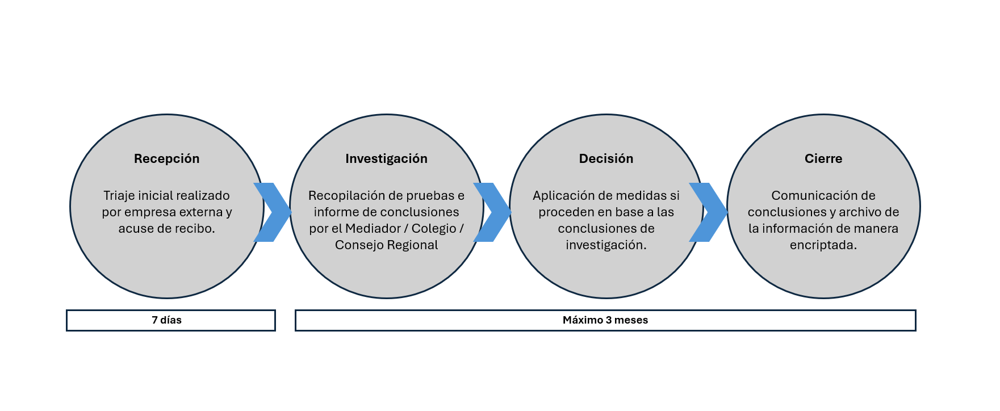 Recepción
Triaje inicial realizado
por empresa externa y
acuse de recibo.
Investigación
Recopilación de pruebas e
informe de conclusiones
por el Mediador / Colegio /
Consejo Regional
Decisión
Aplicación de medidas si
proceden en base a las
conclusiones de
investigación.
Cierre
Comunicación de
conclusiones y archivo de
la información de manera
encriptada.
7 días
Máximo 3 meses